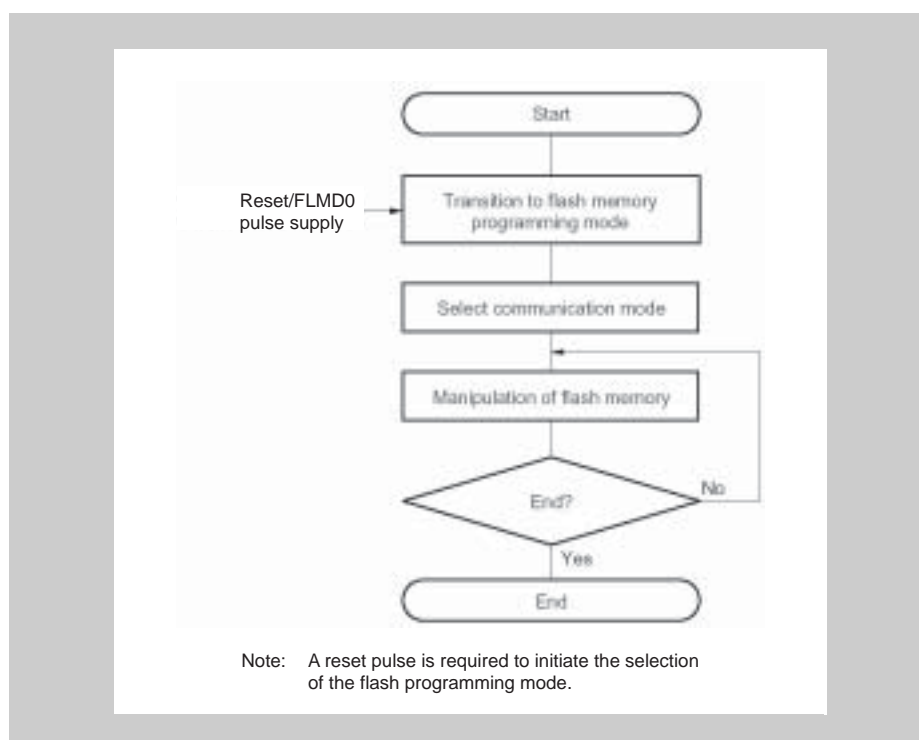 Start
Reset/FLMD0
pulse supply
Transition to flash memory
programming mode
Select communication mode
Manipulation of flash memory
No
End?
Yes
End
Note: A reset pulse is required to initiate the selection
of the flash programming mode.